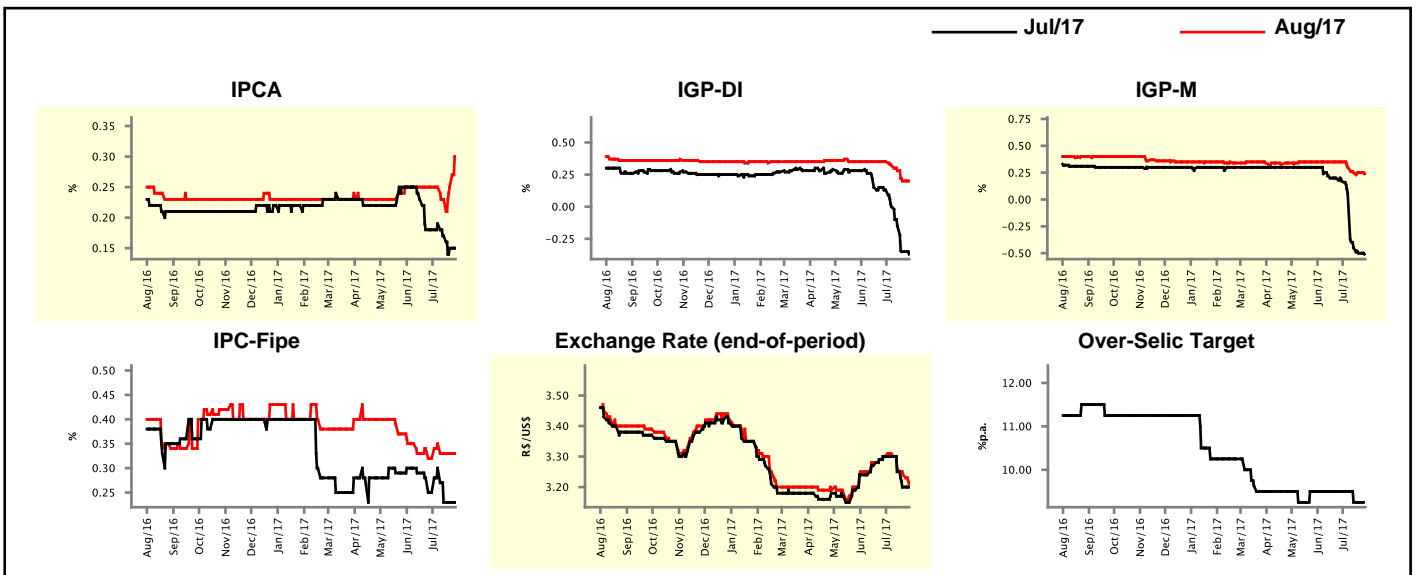 Jul/17 Aug/17
IPCA
%
0.35
0.30
0.25
0.20
0.15
Aug/16 Sep/16 Oct/16 Nov/16 Dec/16 Jan/17 Feb/17 Mar/17 Apr/17 May/17 Jun/17 Jul/17
IGP-DI
%
0.50
0.25
0.00
−0.25
Aug/16 Sep/16 Oct/16 Nov/16 Dec/16 Jan/17 Feb/17 Mar/17 Apr/17 May/17 Jun/17 Jul/17
IGP-M
%
0.75
0.50
0.25
0.00
−0.25
−0.50
Aug/16 Sep/16 Oct/16 Nov/16 Dec/16 Jan/17 Feb/17 Mar/17 Apr/17 May/17 Jun/17 Jul/17
IPC-Fipe
%
0.50
0.45
0.40
0.35
0.30
0.25
Aug/16 Sep/16 Oct/16 Nov/16 Dec/16 Jan/17 Feb/17 Mar/17 Apr/17 May/17 Jun/17 Jul/17
Exchange Rate (end-of-period)
R$/US$
3.50
3.40
3.30
3.20
Aug/16 Sep/16 Oct/16 Nov/16 Dec/16 Jan/17 Feb/17 Mar/17 Apr/17 May/17 Jun/17 Jul/17
Over-Selic Target
%p.a.
12.00
11.00
10.00
Aug/16 Sep/16 Oct/16 Nov/16 Dec/16 Jan/17 Feb/17 Mar/17 Apr/17 May/17 Jun/17 Jul/17